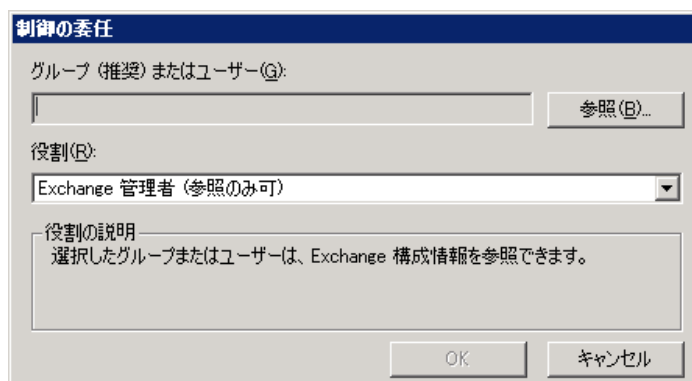 制御の委任
グループ (推奨) またはユーザー(G):
参照(B)...
役割(R):
Exchange 管理者 (参照のみ可)
役割の説明
選択したグループまたはユーザーは、Exchange 構成情報を参照できます。
OK
キャンセル